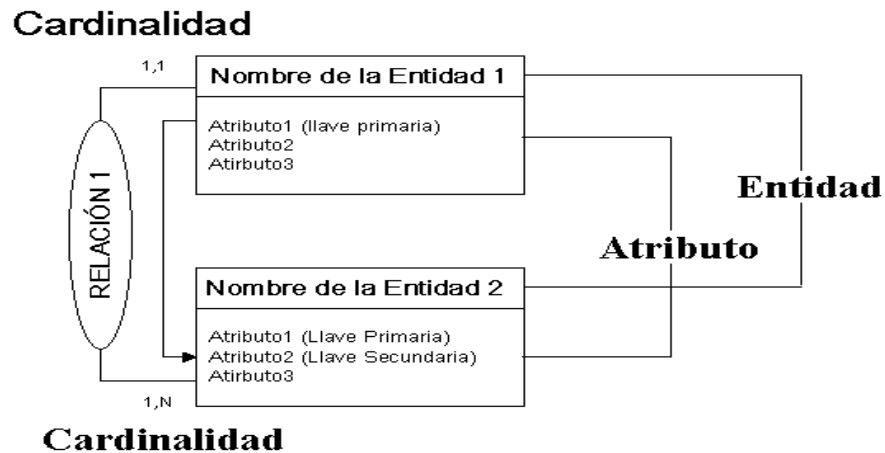 Cardinalidad
1,1
Nombre de la Entidad 1
Atributo1 (llave primaria)
Atributo2
Atirbuto3
RELACIÓN 1
Entidad
Atributo
Nombre de la Entidad 2
Atributo1 (Llave Primaria)
Atributo2 (Llave Secundaria)
Atirbuto3
1,N
Cardinalidad